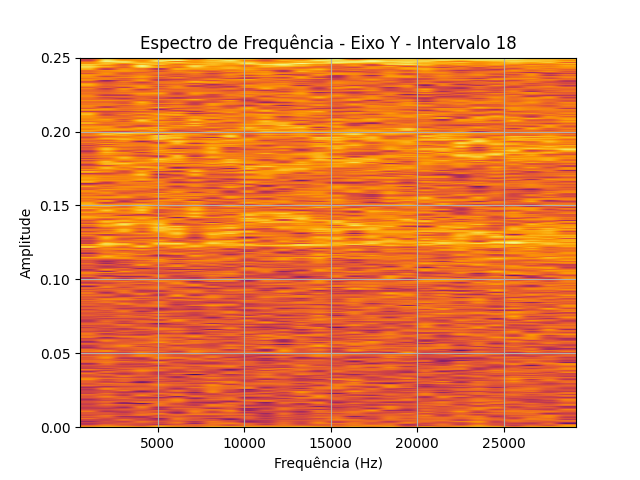 Espectro de Frequência - Eixo Y - Intervalo 18
0.25
0.20
0.15
0.10
0.05
0.00
Amplitude
5000 10000 15000 20000 25000
Frequência (Hz)